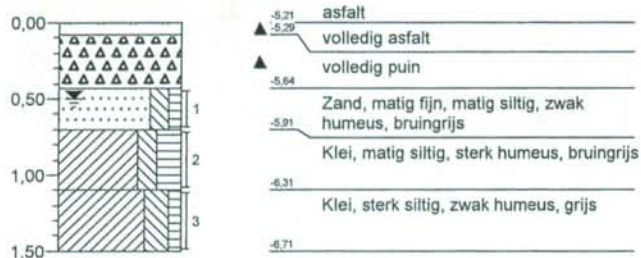 0,00
0,50
1,00
1,50
1
2
3
-5,21 asfalt
-5,29
volledig asfalt
volledig puin
-5,64
Zand, matig fijn, matig siltig, zwak
humeus, bruingrijs
-5,91
Klei, matig siltig, sterk humeus, bruingrijs
-6,31
Klei, sterk siltig, zwak humeus, grijs
-6,71